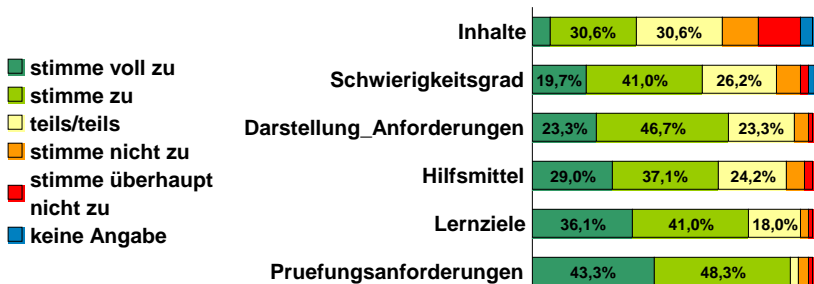 Inhalte 30,6% 30,6%
stimme voll zu
Schwierigkeitsgrad 19,7% 41,0% 26,2%
stimme zu
teils/teils
Darstellung_Anforderungen 23,3% 46,7% 23,3%
stimme nicht zu
stimme überhaupt
nicht zu
Hilfsmittel 29,0% 37,1% 24,2%
keine Angabe
Lernziele 36,1% 41,0% 18,0%
Pruefungsanforderungen 43,3% 48,3%